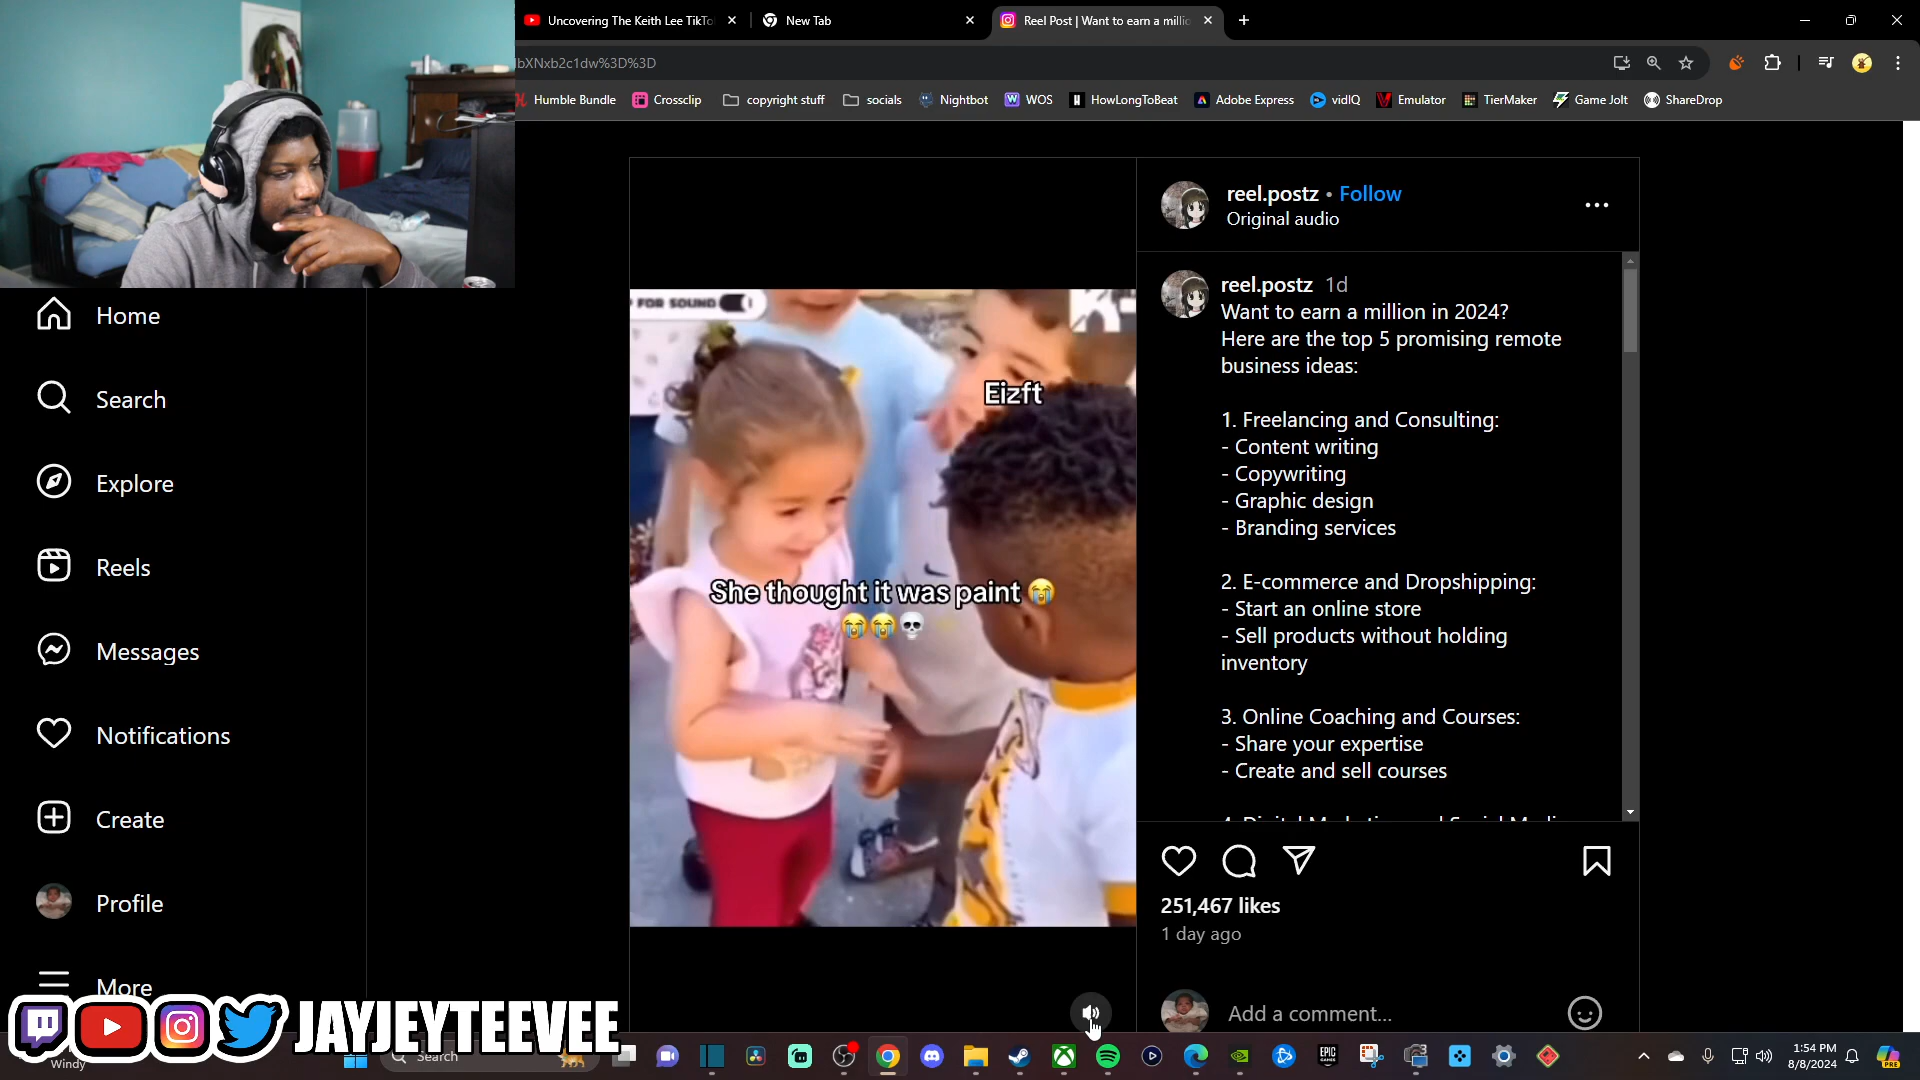 Uncovering The Keith Lee TikTo
New Tab
Reel Post | Want to earn a millio
lbXNxb2c1dw%3D%3D
Humble Bundle
Crossclip
copyright stuff
socials
Nightbot
WOS
HowLongToBeat
Adobe Express
vidIQ
Emulator
TierMaker
Game Jolt
ShareDrop
reel.postz • Follow
Original audio
reel.postz 1d
Want to earn a million in 2024?
Here are the top 5 promising remote
business ideas:
1. Freelancing and Consulting:
- Content writing
- Copywriting
- Graphic design
- Branding services
2. E-commerce and Dropshipping:
- Start an online store
- Sell products without holding
inventory
3. Online Coaching and Courses:
- Share your expertise
- Create and sell courses
FOR SOUND
Eizft
She thought it was paint 😭
😭😭💀
Home
Search
Explore
Reels
Messages
Notifications
Create
Profile
More
251,467 likes
1 day ago
Add a comment...
JAYJEYTEEVEE
Windy
Search
EPIC
GAMES
PRE
1:54 PM
8/8/2024